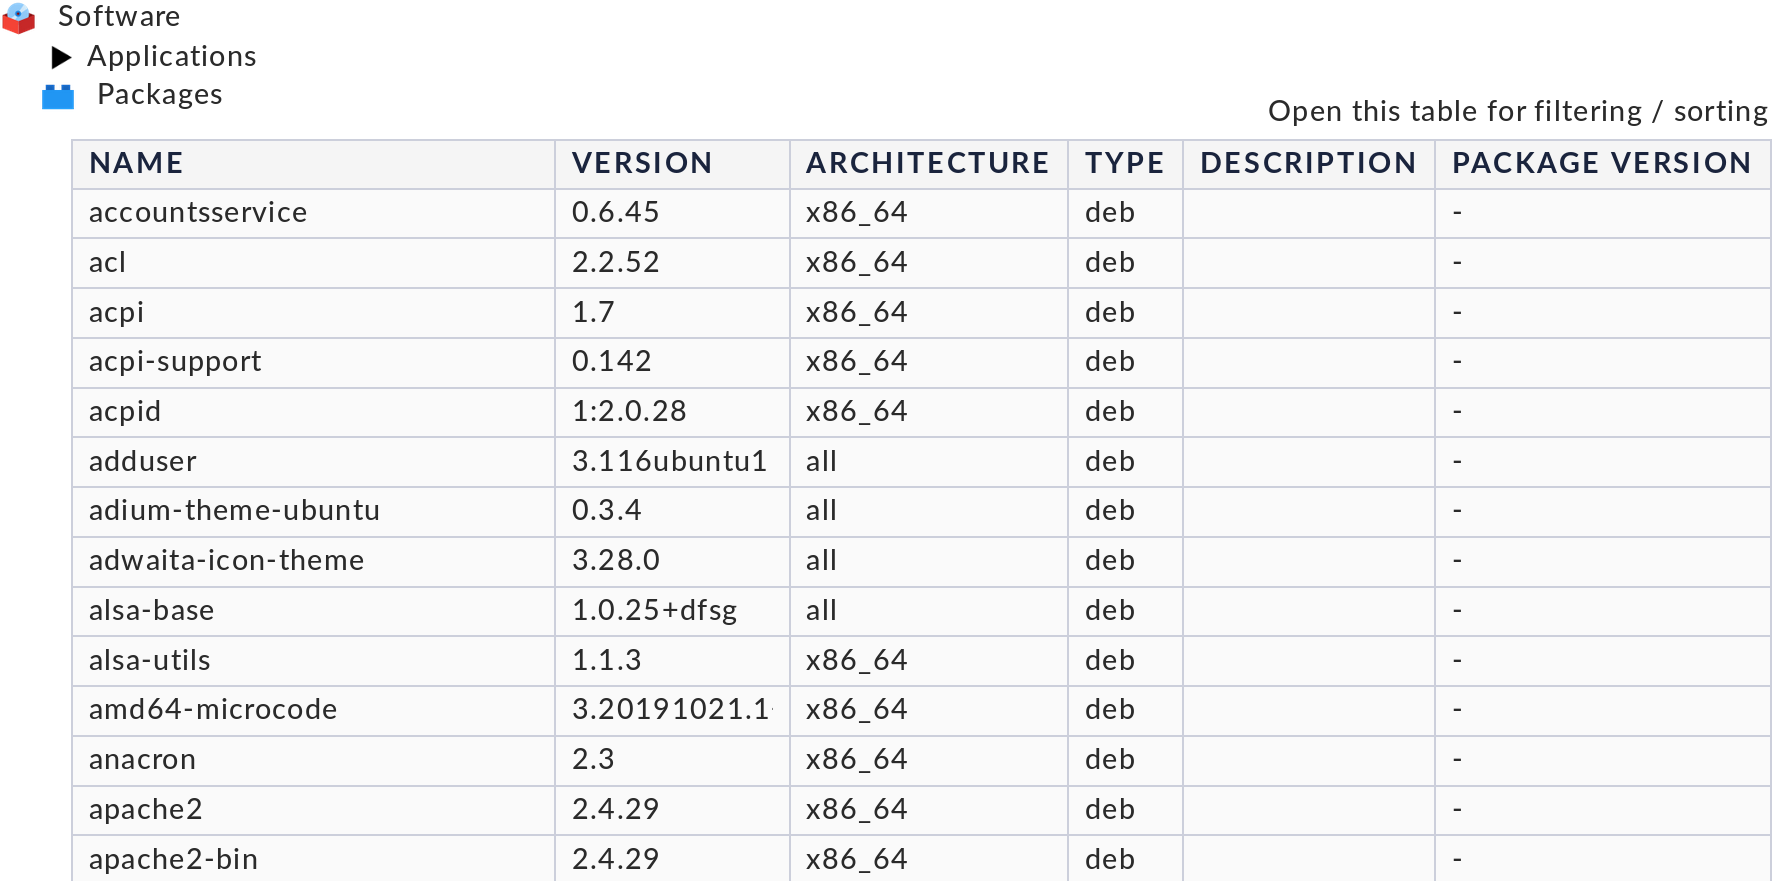 Software
Applications
Packages
Open this table for filtering / sorting
NAME VERSION ARCHITECTURE TYPE DESCRIPTION PACKAGE VERSION
accountsservice 0.6.45 x86_64 deb -
acl 2.2.52 x86_64 deb -
acpi 1.7 x86_64 deb -
acpi-support 0.142 x86_64 deb -
acpid 1:2.0.28 x86_64 deb -
adduser 3.116ubuntu1 all deb -
adium-theme-ubuntu 0.3.4 all deb -
adwaita-icon-theme 3.28.0 all deb -
alsa-base 1.0.25+dfsg all deb -
alsa-utils 1.1.3 x86_64 deb -
amd64-microcode 3.20191021.1 x86_64 deb -
anacron 2.3 x86_64 deb -
apache2 2.4.29 x86_64 deb -
apache2-bin 2.4.29 x86_64 deb -